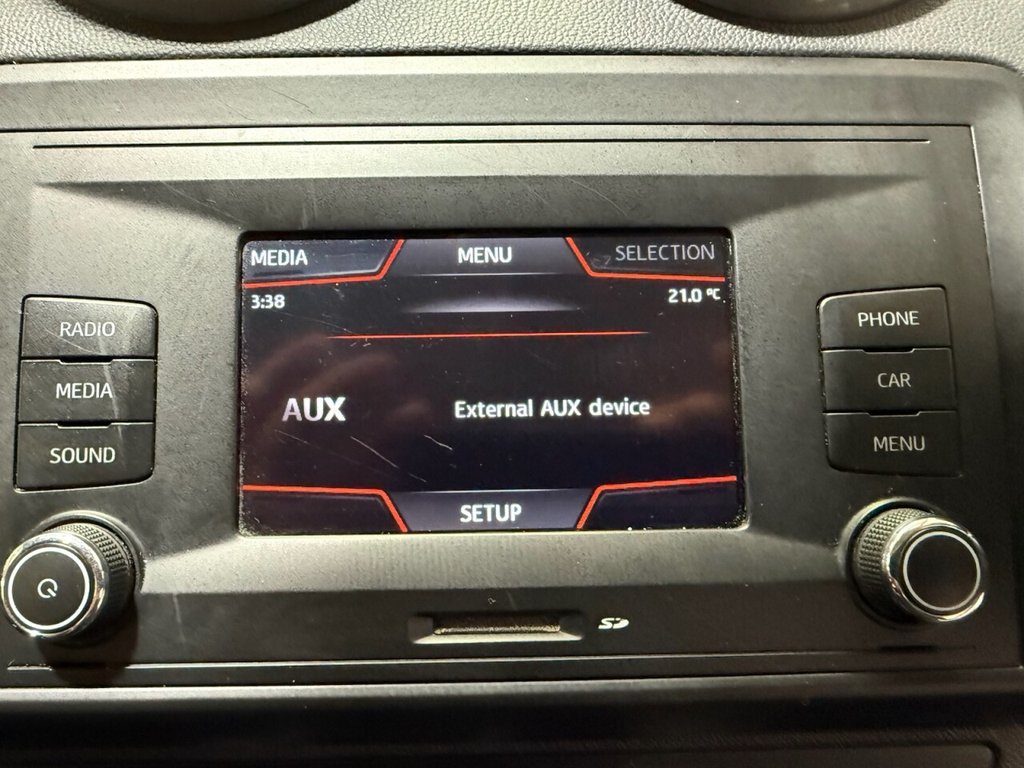 MEDIA MENU SELECTION
3:38 21.0 °C
RADIO
MEDIA
SOUND
AUX External AUX device
SETUP
PHONE
CAR
MENU
SD